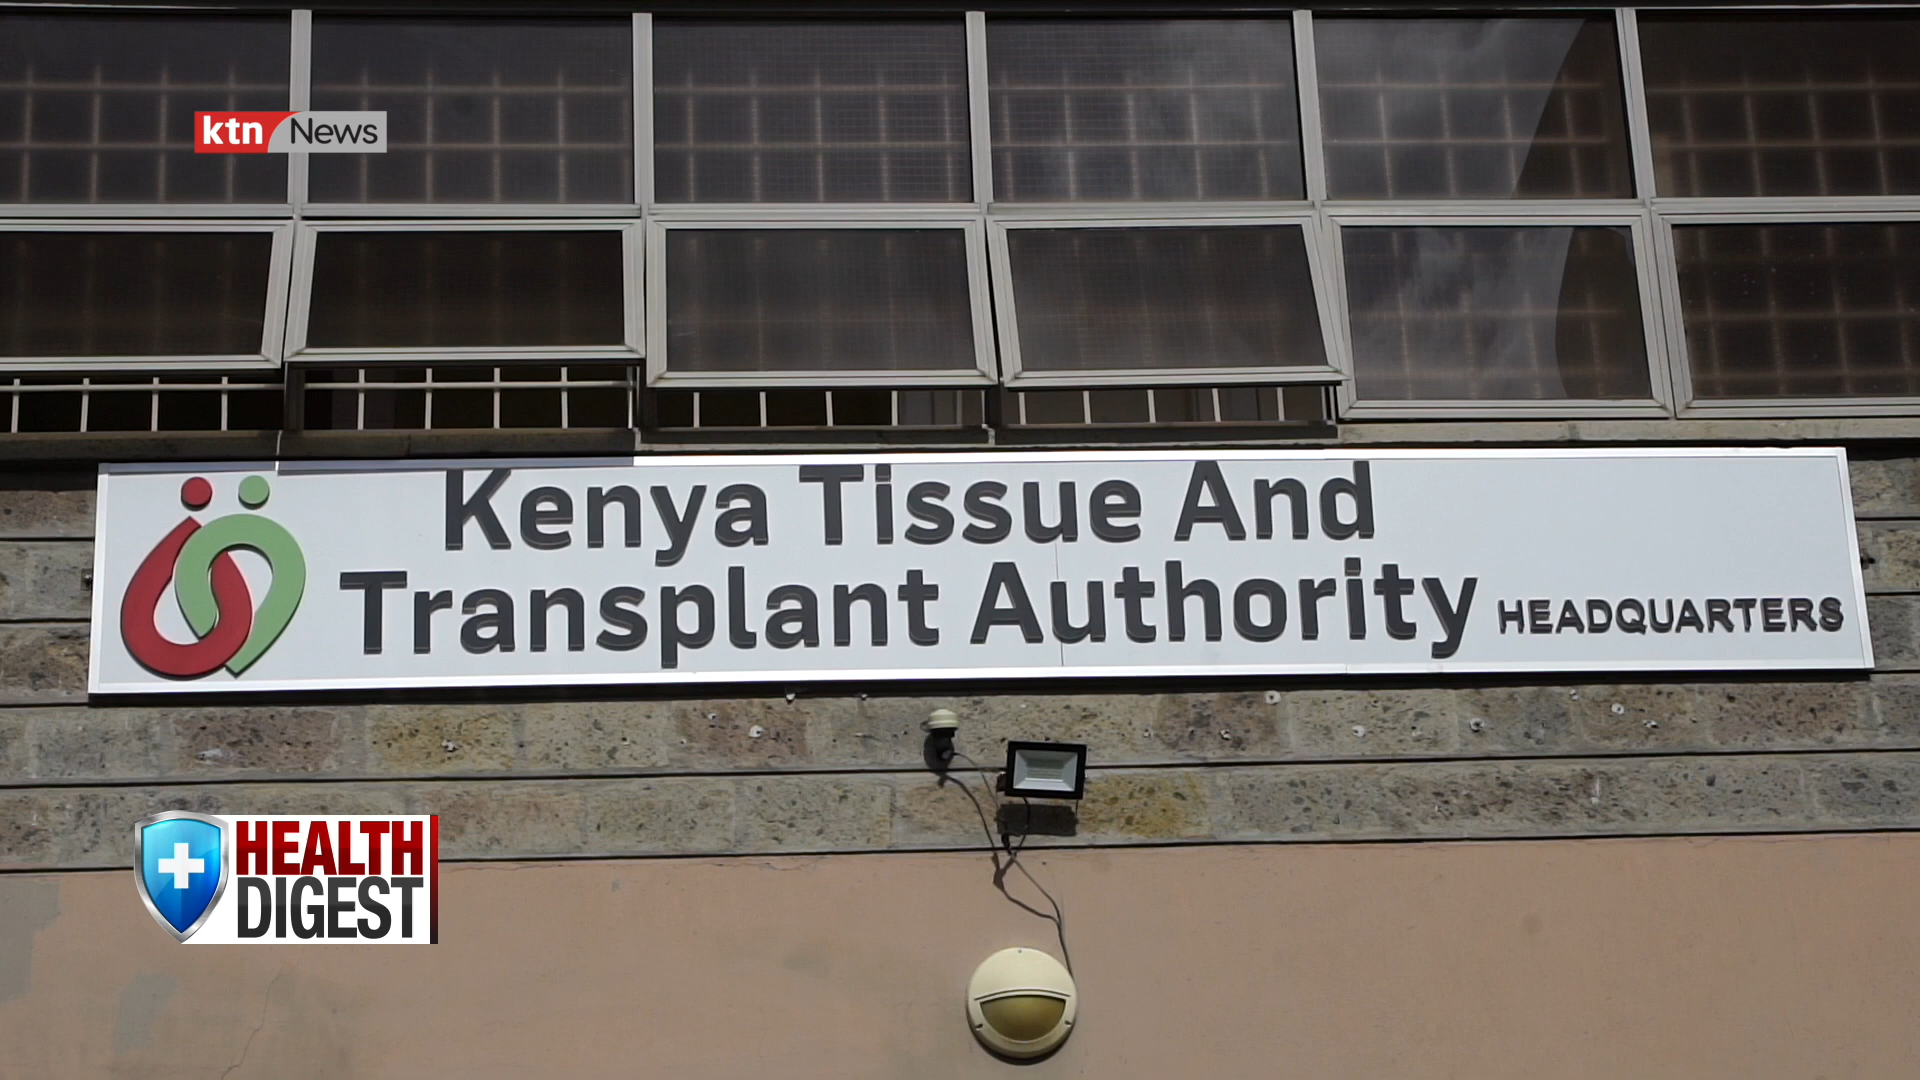 ktn News
Kenya Tissue And
Transplant Authority HEADQUARTERS
HEALTH
DIGEST